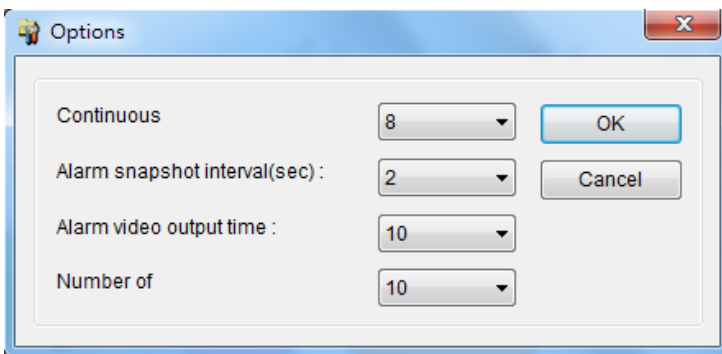 Options
Continuous 8 OK
Alarm snapshot interval(sec) : 2 Cancel
Alarm video output time : 10
Number of 10